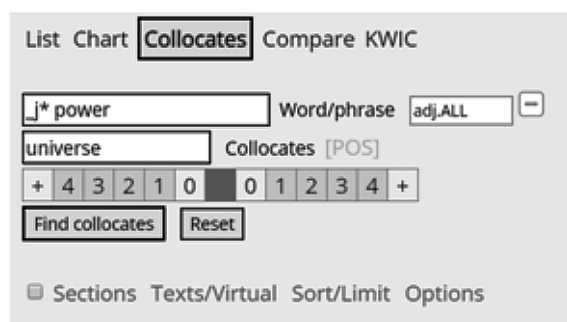 List Chart Collocates Compare KWIC
_j* power Word/phrase adj.ALL −
universe Collocates [POS]
+ 4 3 2 1 0 0 1 2 3 4 +
Find collocates Reset
Sections Texts/Virtual Sort/Limit Options